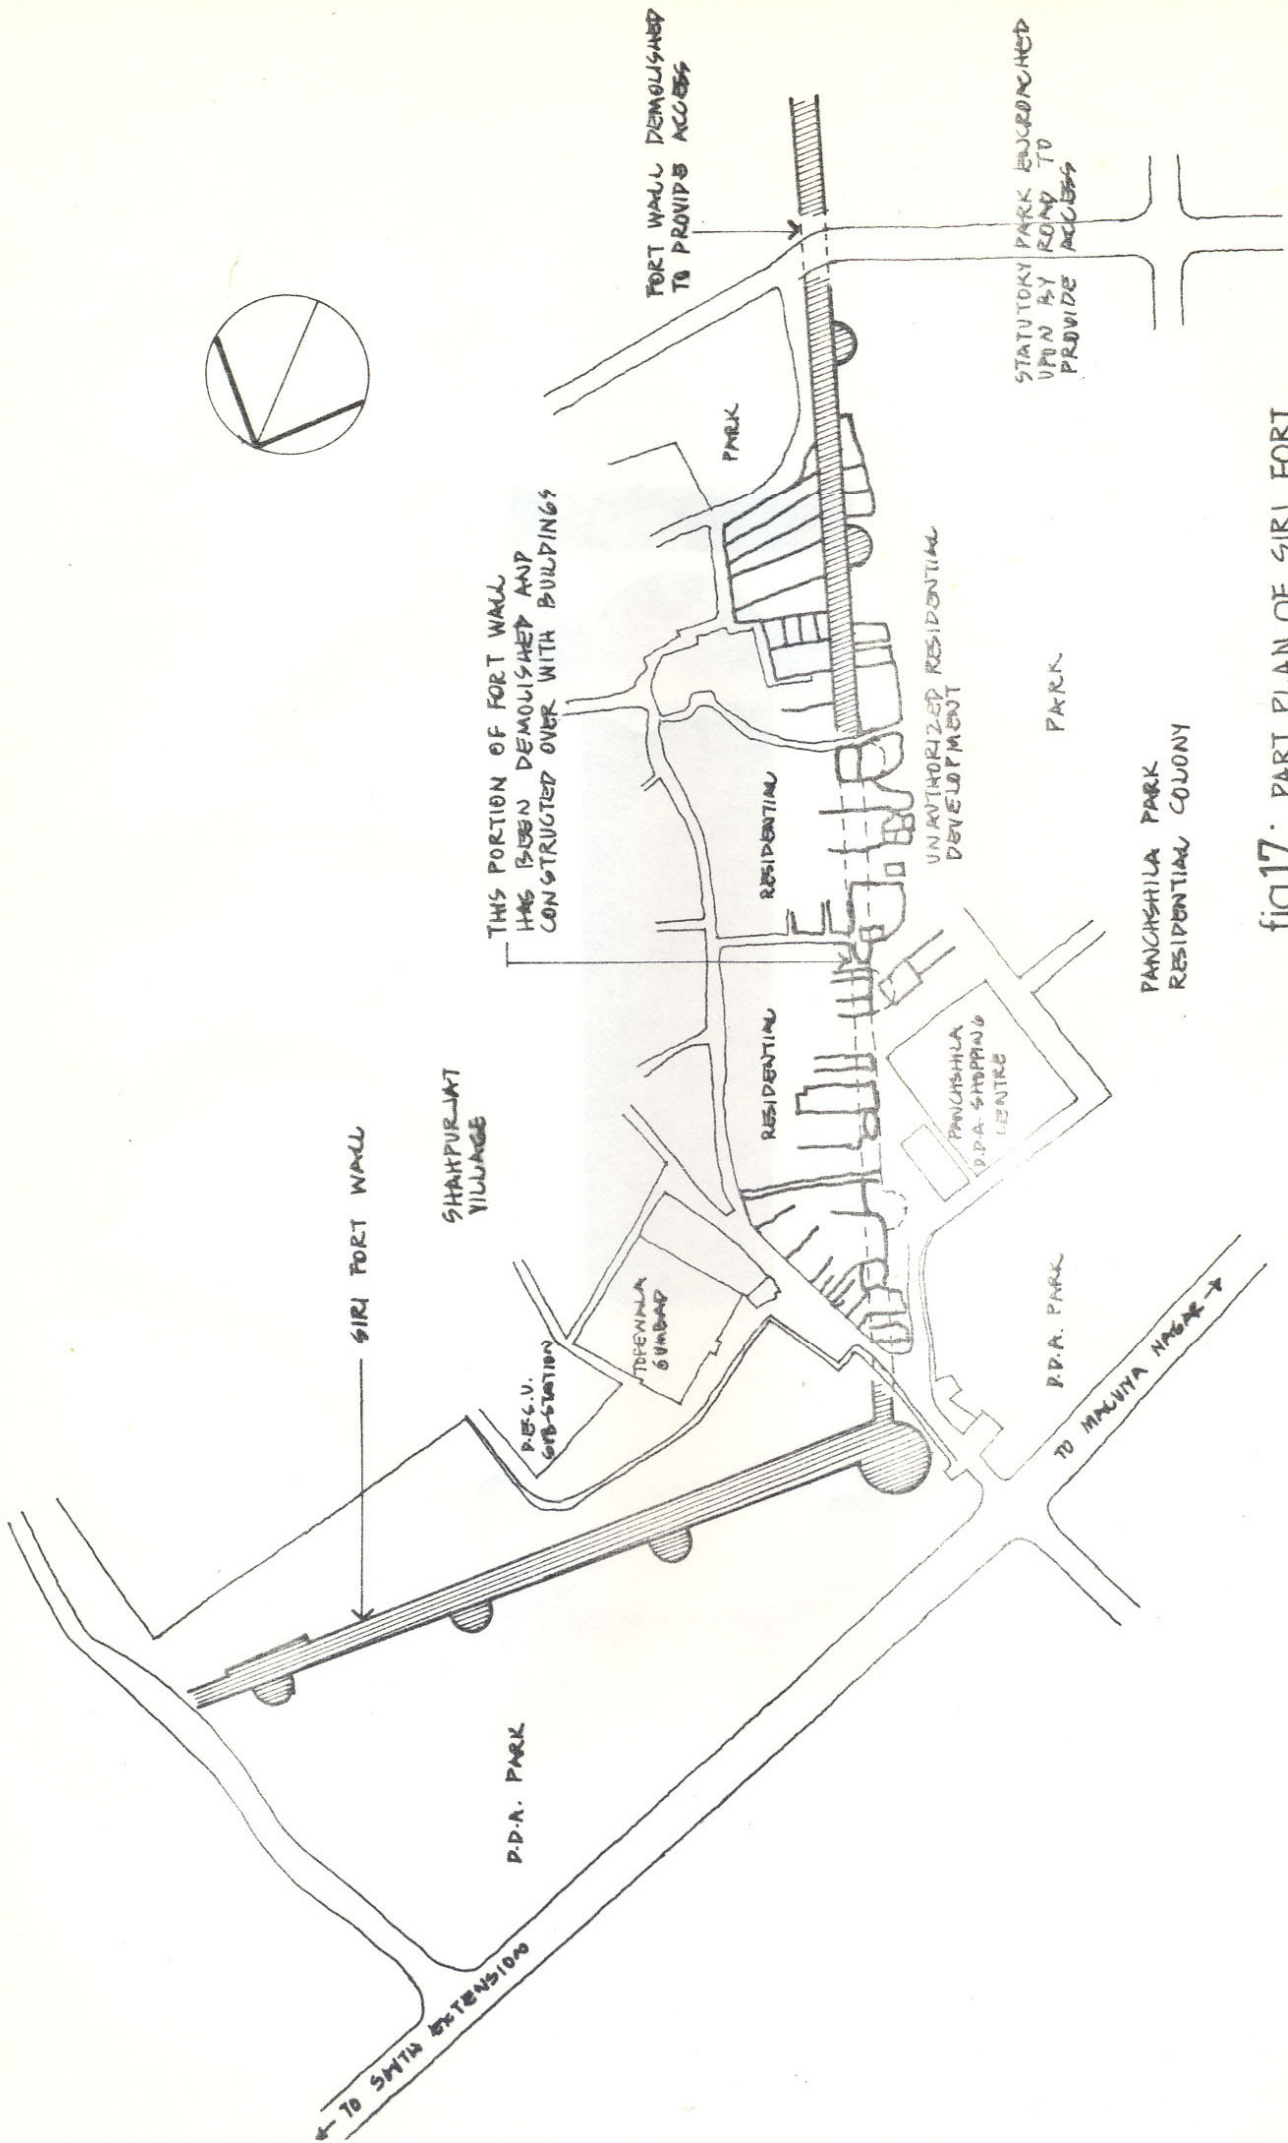 FORT WALL DEMOLISHED
TO PROVIDE ACCESS
THIS PORTION OF FORT WALL
HAS BEEN DEMOLISHED AND
CONSTRUCTED OVER WITH BUILDINGS
SIRI FORT WALL
SHAHPURJAT
VILLAGE
PARK
STATUTORY PARK ENCROACHED
UPON BY ROAD TO
PROVIDE ACCESS
D.E.S.U.
SUB-STATION
TOPEWALA
GUMBAD
RESIDENTIAL
RESIDENTIAL
UNAUTHORIZED RESIDENTIAL
DEVELOPMENT
PARK
D.D.A. PARK
PANCHSHILA
D.D.A. SHOPPING
CENTRE
D.D.A. PARK
PANCHSHILA PARK
RESIDENTIAL COLONY
← TO SOUTH EXTENSION
TO MALVIYA NAGAR →
fig 17. PART PLAN OF SIRI FORT